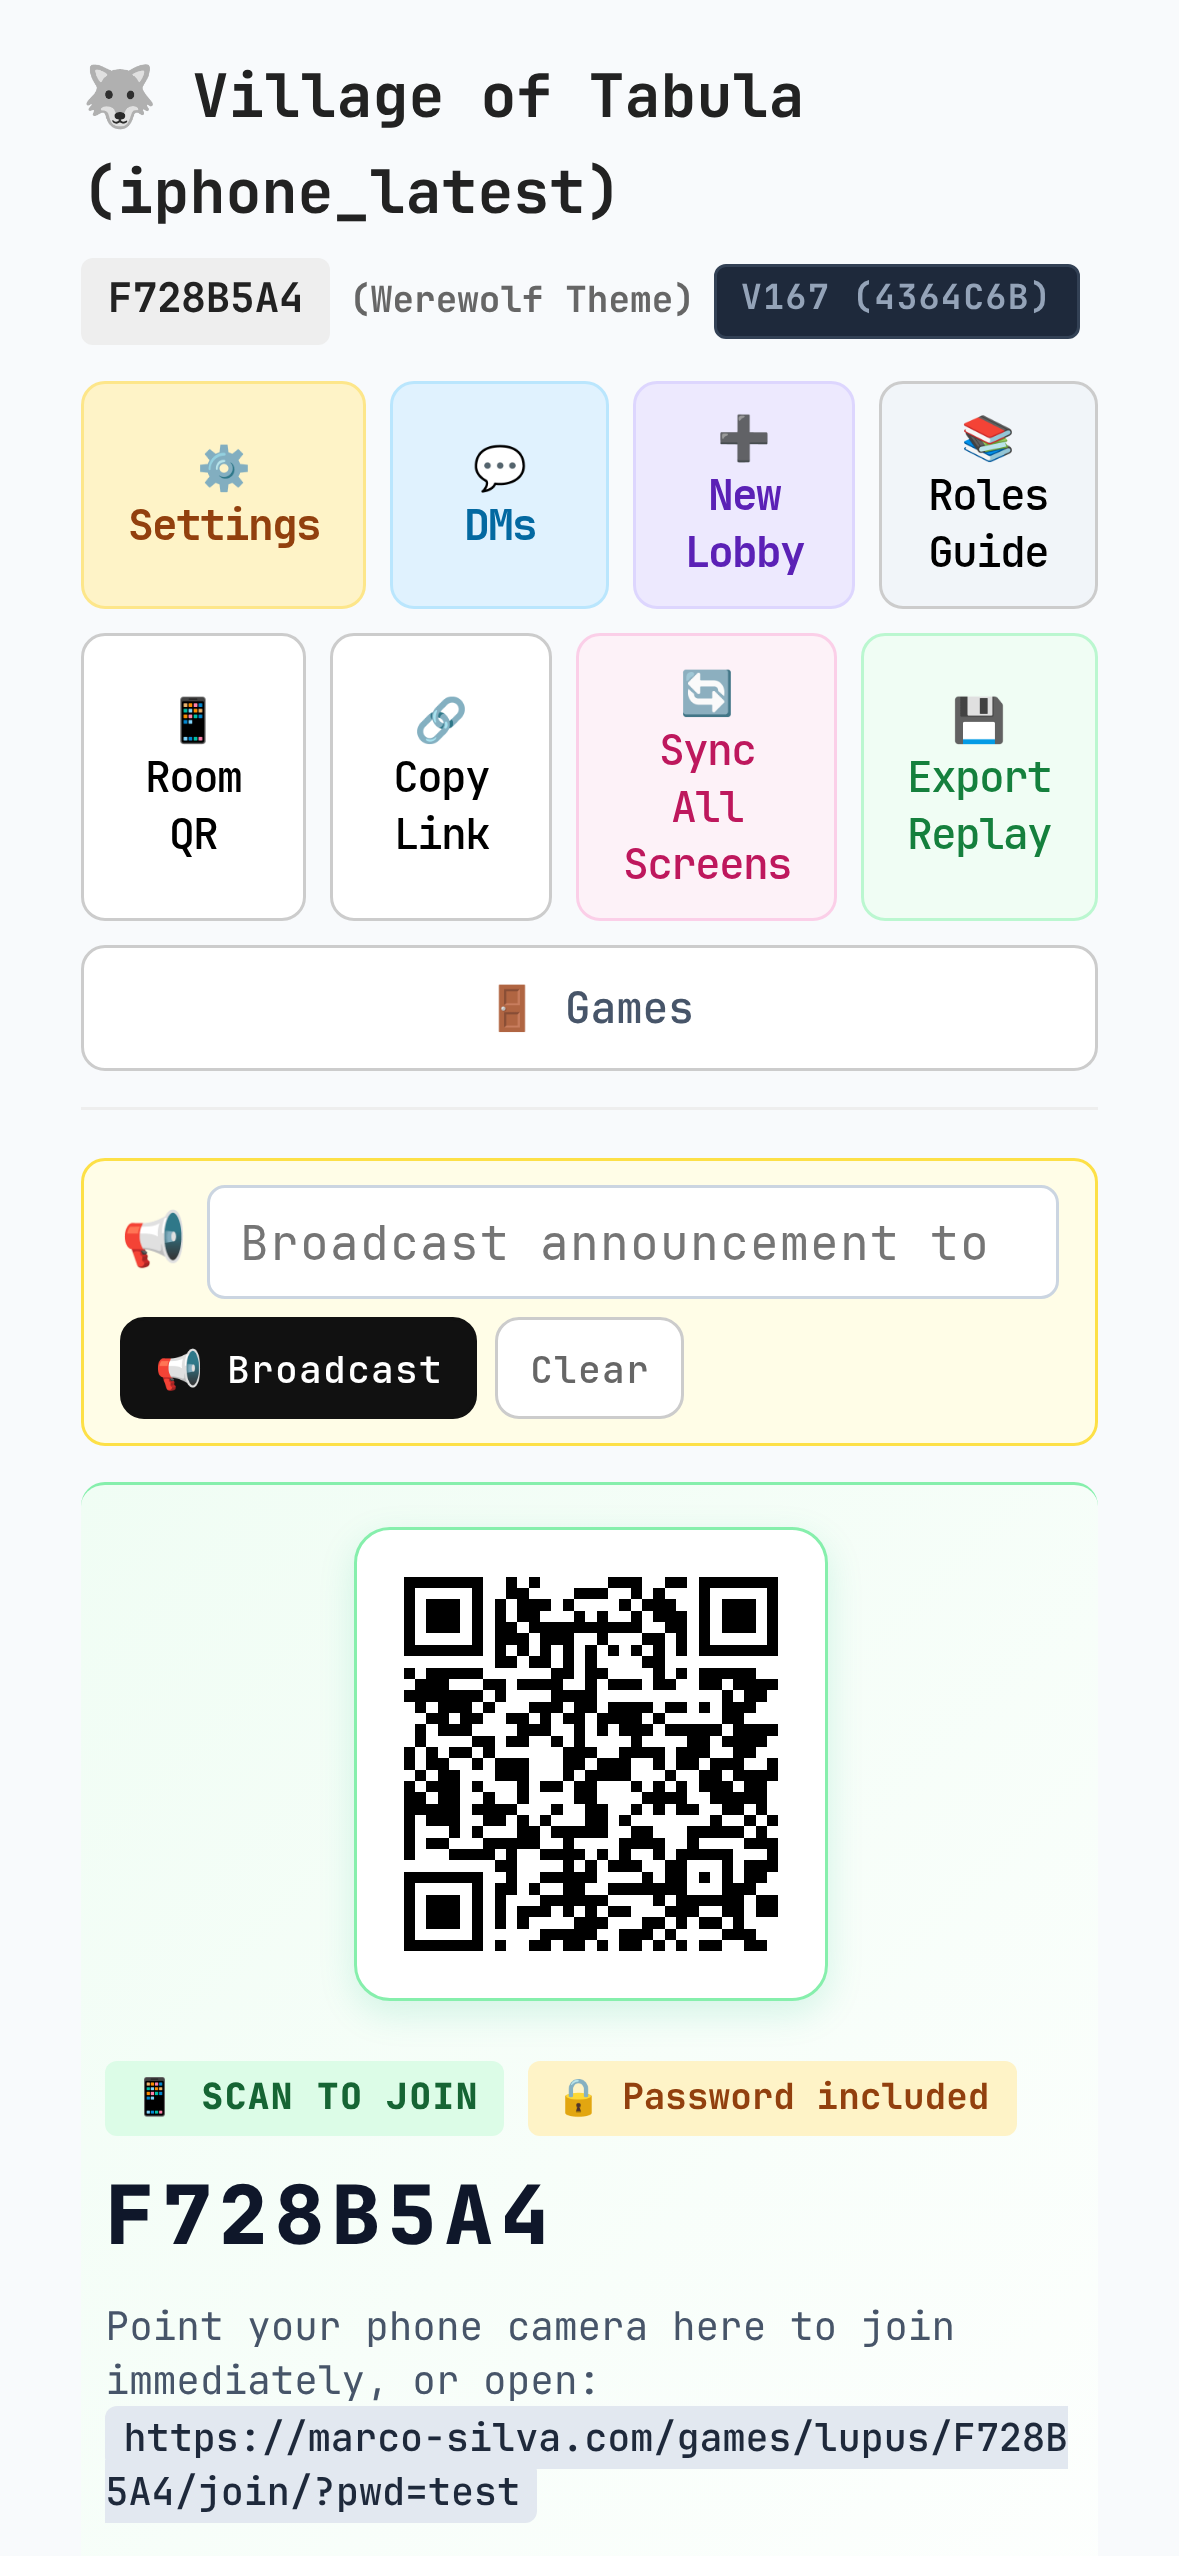 🐺 Village of Tabula
(iphone_latest)
F728B5A4 (Werewolf Theme) V167 (4364C6B)
⚙️ Settings
💬 DMs
➕ New Lobby
📚 Roles Guide
📱 Room QR
🔗 Copy Link
🔄 Sync All Screens
💾 Export Replay
🚪 Games
📢 Broadcast announcement to
📢 Broadcast Clear
📱 SCAN TO JOIN 🔒 Password included
F728B5A4
Point your phone camera here to join
immediately, or open:
https://marco-silva.com/games/lupus/F728B
5A4/join/?pwd=test